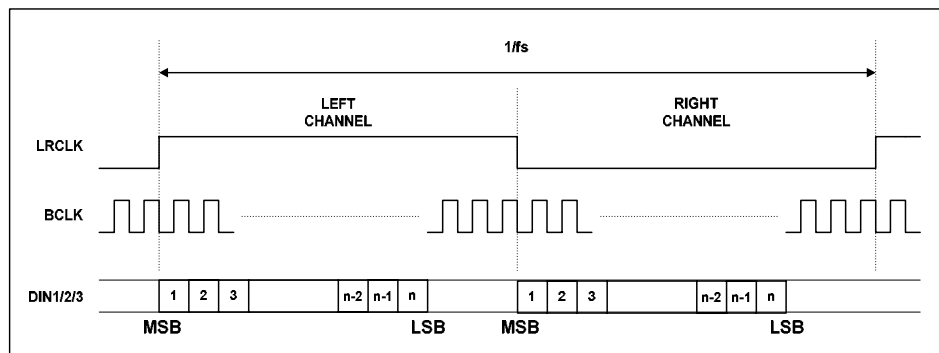 1/fs
LEFT
CHANNEL
RIGHT
CHANNEL
LRCLK
BCLK
DIN1/2/3
1 2 3 n-2 n-1 n 1 2 3 n-2 n-1 n
MSB LSB MSB LSB